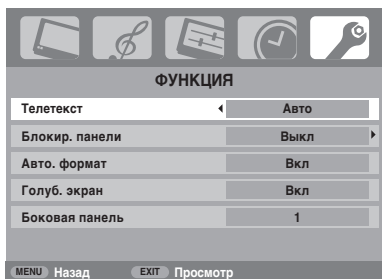 ФУНКЦИЯ
Телетекст Авто
Блокир. панели Выкл
Авто. формат Вкл
Голуб. экран Вкл
Боковая панель 1
MENU Назад EXIT Просмотр